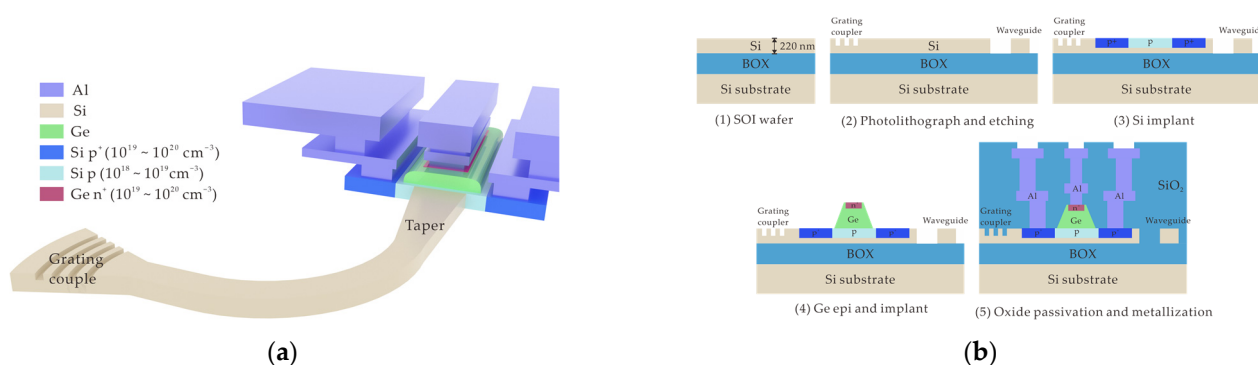 Al
Si
Ge
Si p⁺ (10¹⁹ ~ 10²⁰ cm⁻³)
Si p (10¹⁸ ~ 10¹⁹cm⁻³)
Ge n⁺ (10¹⁹ ~ 10²⁰ cm⁻³)
Taper
Grating
couple
(a)
Si
220 nm
BOX
Si substrate
(1) SOI wafer
Grating
coupler
Waveguide
Si
BOX
Si substrate
(2) Photolithograph and etching
Grating
coupler
Waveguid
P⁺ P P⁺
BOX
Si substrate
(3) Si implant
n
Ge
Grating
coupler
Waveguide
P P P
BOX
Si substrate
(4) Ge epi and implant
SiO₂
Al Al Al
n
Ge
Grating
coupler
Waveguide
P P P
BOX
Si substrate
(5) Oxide passivation and metallization
(b)